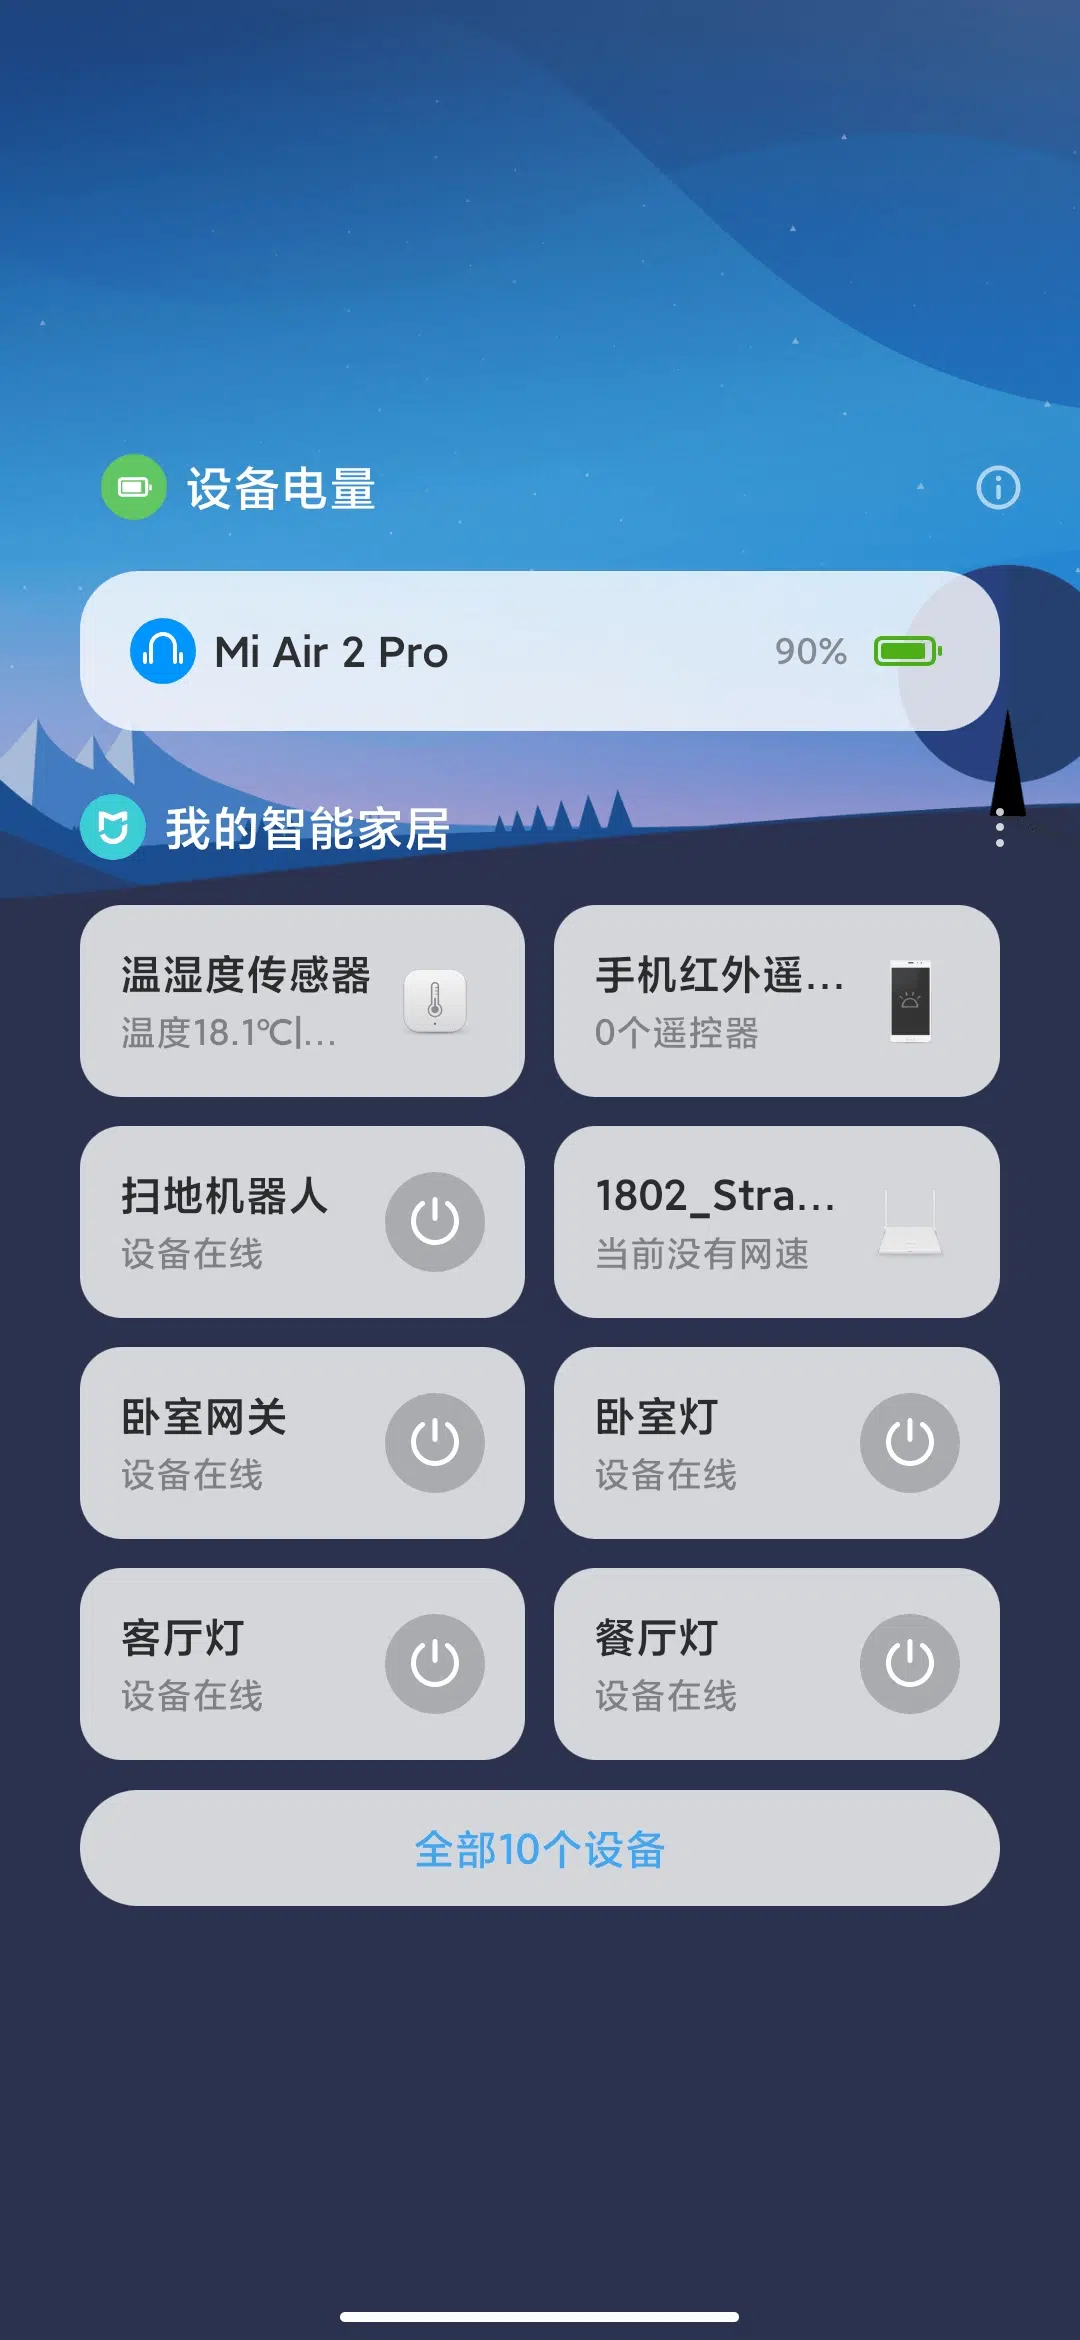 设备电量
Mi Air 2 Pro
90%
我的智能家居
温湿度传感器
温度18.1℃|...
手机红外遥...
0个遥控器
扫地机器人
设备在线
1802_Stra...
当前没有网速
卧室网关
设备在线
卧室灯
设备在线
客厅灯
设备在线
餐厅灯
设备在线
全部10个设备